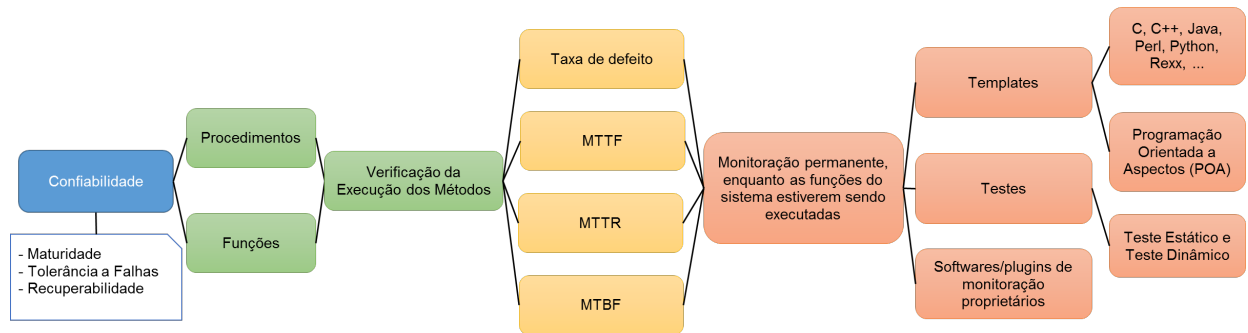 Confiabilidade
- Maturidade
- Tolerância a Falhas
- Recuperabilidade
Procedimentos
Funções
Verificação da
Execução dos Métodos
Taxa de defeito
MTTF
MTTR
MTBF
Monitoração permanente,
enquanto as funções do
sistema estiverem sendo
executadas
Templates
Testes
Softwares/plugins de
monitoração
proprietários
C, C++, Java,
Perl, Python,
Rexx, ...
Programação
Orientada a
Aspectos (POA)
Teste Estático e
Teste Dinâmico